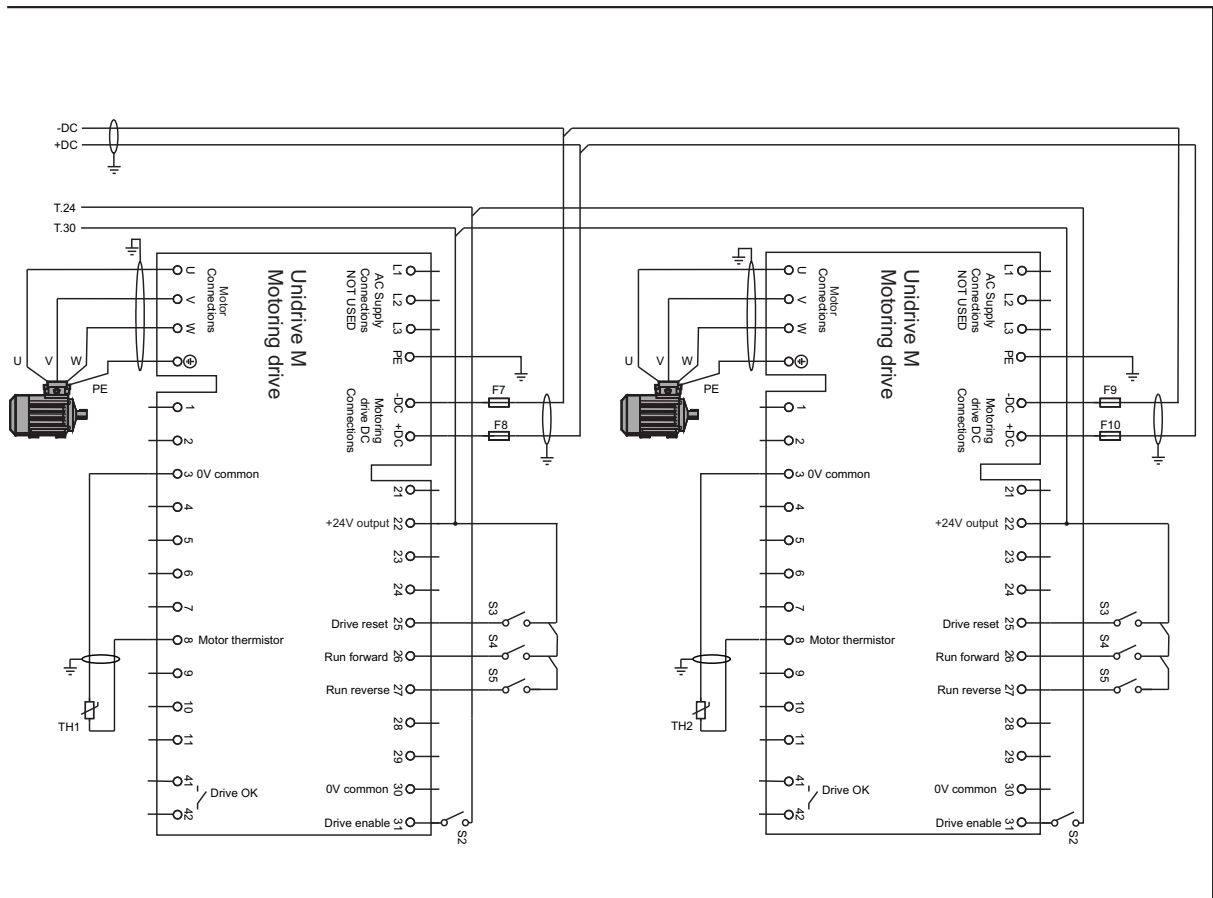 -DC
+DC
T.24
T.30
U
V
W
Motor
Connections
Unidrive M
Motoring drive
AC Supply
Connections
NOT USED
L1
L2
L3
PE
U
V
W
PE
Motoring
drive DC
Connections
-DC
+DC
F7
F8
1
2
3 0V common
4
5
6
7
8 Motor thermistor
9
10
11
41
42
Drive OK
TH1
21
+24V output 22
23
24
Drive reset 25
Run forward 26
Run reverse 27
28
29
0V common 30
Drive enable 31
S3
S4
S5
S2
U
V
W
Motor
Connections
Unidrive M
Motoring drive
AC Supply
Connections
NOT USED
L1
L2
L3
PE
U
V
W
PE
Motoring
drive DC
Connections
-DC
+DC
F9
F10
1
2
3 0V common
4
5
6
7
8 Motor thermistor
9
10
11
41
42
Drive OK
TH2
21
+24V output 22
23
24
Drive reset 25
Run forward 26
Run reverse 27
28
29
0V common 30
Drive enable 31
S3
S4
S5
S2